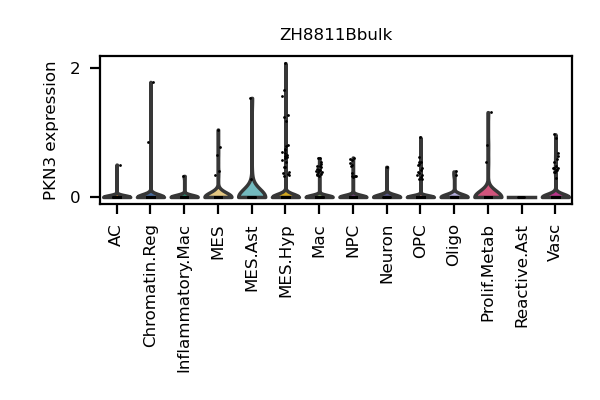 ZH8811Bbulk
PKN3 expression
2
0
AC
Chromatin.Reg
Inflammatory.Mac
MES
MES.Ast
MES.Hyp
Mac
NPC
Neuron
OPC
Oligo
Prolif.Metab
Reactive.Ast
Vasc